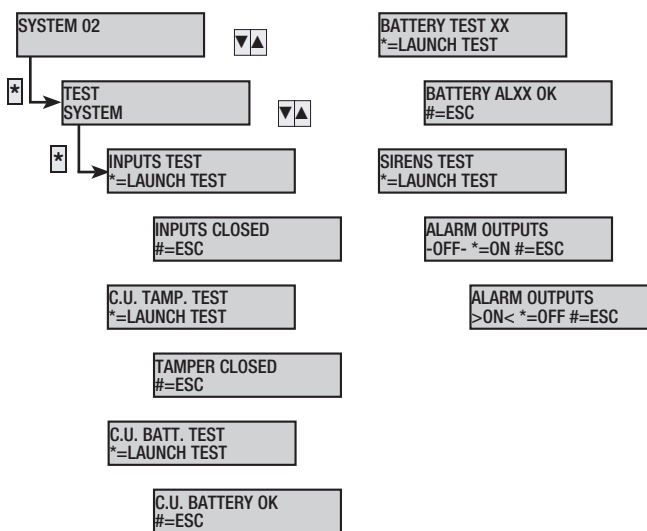 SYSTEM 02
▼▲
*
TEST
SYSTEM
▼▲
*
INPUTS TEST
*=LAUNCH TEST
INPUTS CLOSED
#=ESC
C.U. TAMP. TEST
*=LAUNCH TEST
TAMPER CLOSED
#=ESC
C.U. BATT. TEST
*=LAUNCH TEST
C.U. BATTERY OK
#=ESC
BATTERY TEST XX
*=LAUNCH TEST
BATTERY ALXX OK
#=ESC
SIRENS TEST
*=LAUNCH TEST
ALARM OUTPUTS
-OFF- *=ON #=ESC
ALARM OUTPUTS
>ON< *=OFF #=ESC